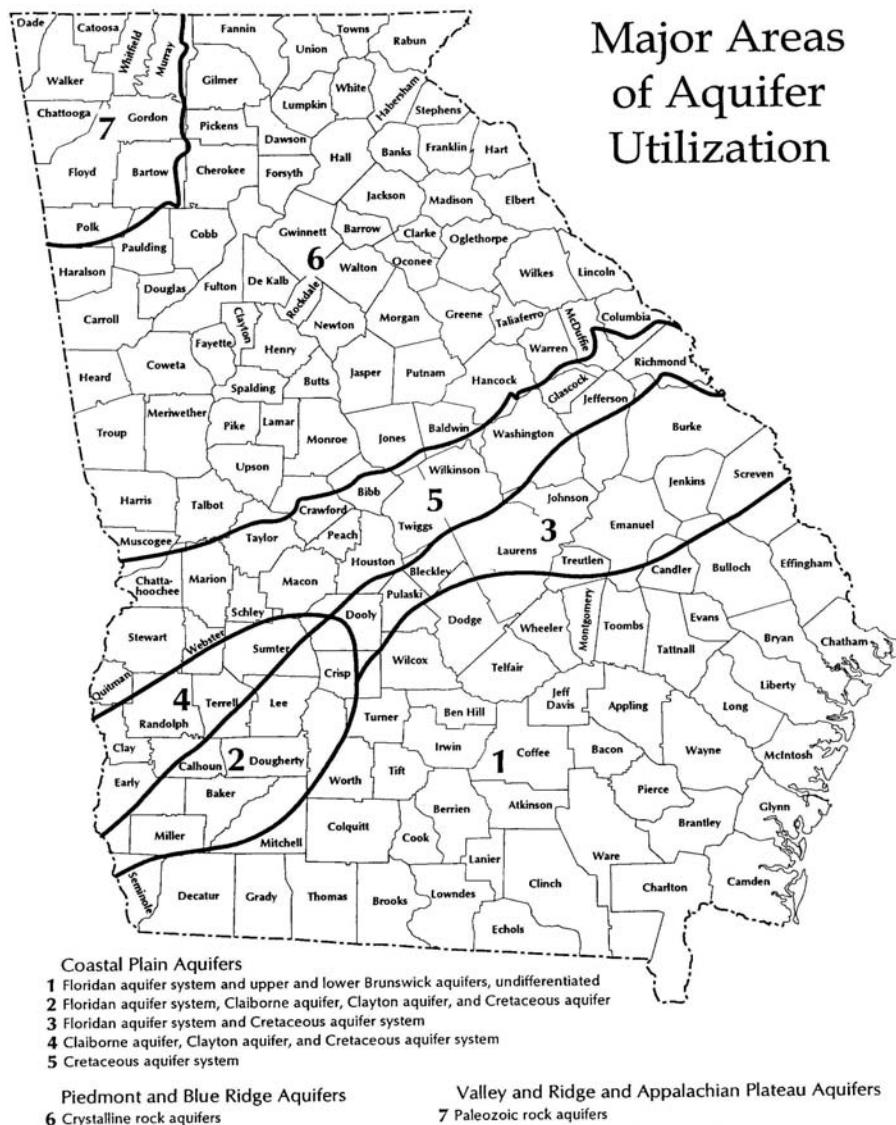 Major Areas
of Aquifer
Utilization
Dade
Catoosa
Whitfield
Murray
Fannin
Union
Towns
Rabun
Walker
Gilmer
White
Habersham
Lumpkin
Stephens
Chattooga
7
Gordon
Pickens
Dawson
Hall
Banks
Franklin
Hart
Floyd
Bartow
Cherokee
Forsyth
Jackson
Madison
Elbert
Polk
Paulding
Cobb
Gwinnett
Barrow
Clarke
Oglethorpe
Haralson
6
Walton
Oconee
Wilkes
Lincoln
Douglas
Fulton
De Kalb
Rockdale
Carroll
Clayton
Newton
Morgan
Greene
Taliaferro
McDuffie
Columbia
Fayette
Henry
Warren
Richmond
Heard
Coweta
Spalding
Butts
Jasper
Putnam
Hancock
Glascock
Jefferson
Troup
Meriwether
Pike
Lamar
Monroe
Jones
Baldwin
Washington
Burke
Upson
Wilkinson
Screven
Harris
Talbot
Bibb
5
Johnson
Jenkins
Crawford
Twiggs
3
Emanuel
Muscogee
Taylor
Peach
Laurens
Houston
Treutlen
Bleckley
Candler
Bulloch
Effingham
Chatta-
hoochee
Marion
Macon
Pulaski
Schley
Dooly
Dodge
Wheeler
Montgomery
Toombs
Evans
Stewart
Webster
Sumter
Tattnall
Bryan
Chatham
Crisp
Wilcox
Telfair
Quitman
4
Terrell
Lee
Jeff
Davis
Appling
Long
Liberty
Randolph
Turner
Ben Hill
Clay
Calhoun
2
Dougherty
Irwin
1
Coffee
Bacon
Wayne
McIntosh
Early
Worth
Tift
Baker
Pierce
Berrien
Atkinson
Glynn
Miller
Mitchell
Colquitt
Cook
Brantley
Lanier
Ware
Seminole
Decatur
Grady
Thomas
Brooks
Lowndes
Clinch
Charlton
Camden
Echols
Coastal Plain Aquifers
1 Floridan aquifer system and upper and lower Brunswick aquifers, undifferentiated
2 Floridan aquifer system, Claiborne aquifer, Clayton aquifer, and Cretaceous aquifer
3 Floridan aquifer system and Cretaceous aquifer system
4 Claiborne aquifer, Clayton aquifer, and Cretaceous aquifer system
5 Cretaceous aquifer system
Piedmont and Blue Ridge Aquifers
6 Crystalline rock aquifers
Valley and Ridge and Appalachian Plateau Aquifers
7 Paleozoic rock aquifers